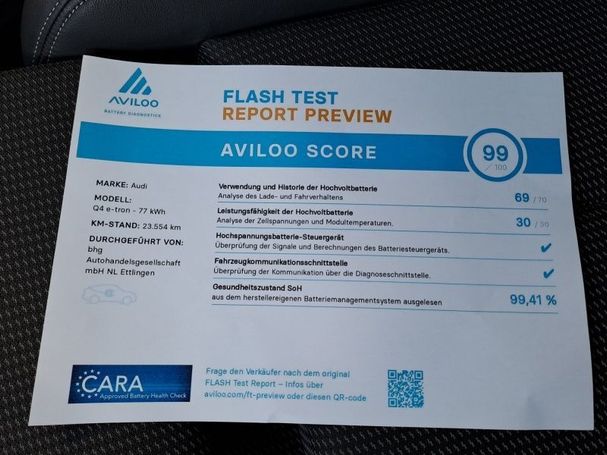 AVILOO
BATTERY DIAGNOSTICS
FLASH TEST
REPORT PREVIEW
AVILOO SCORE
99
/ 100
MARKE: Audi
MODELL:
Q4 e-tron - 77 kWh
KM-STAND: 23.554 km
DURCHGEFÜHRT VON:
bhg
Autohandelsgesellschaft
mbH NL Ettlingen
Verwendung und Historie der Hochvoltbatterie
Analyse des Lade- und Fahrverhaltens
69 / 70
Leistungsfähigkeit der Hochvoltbatterie
Analyse der Zellspannungen und Modultemperaturen.
30 / 30
Hochspannungsbatterie-Steuergerät
Überprüfung der Signale und Berechnungen des Batteriesteuergeräts.
Fahrzeugkommunikationsschnittstelle
Überprüfung der Kommunikation über die Diagnoseschnittstelle.
Gesundheitszustand SoH
aus dem herstellereigenen Batteriemanagementsystem ausgelesen
99,41 %
CARA
Approved Battery Health Check
Frage den Verkäufer nach dem original
FLASH Test Report – Infos über
aviloo.com/ft-preview oder diesen QR-code